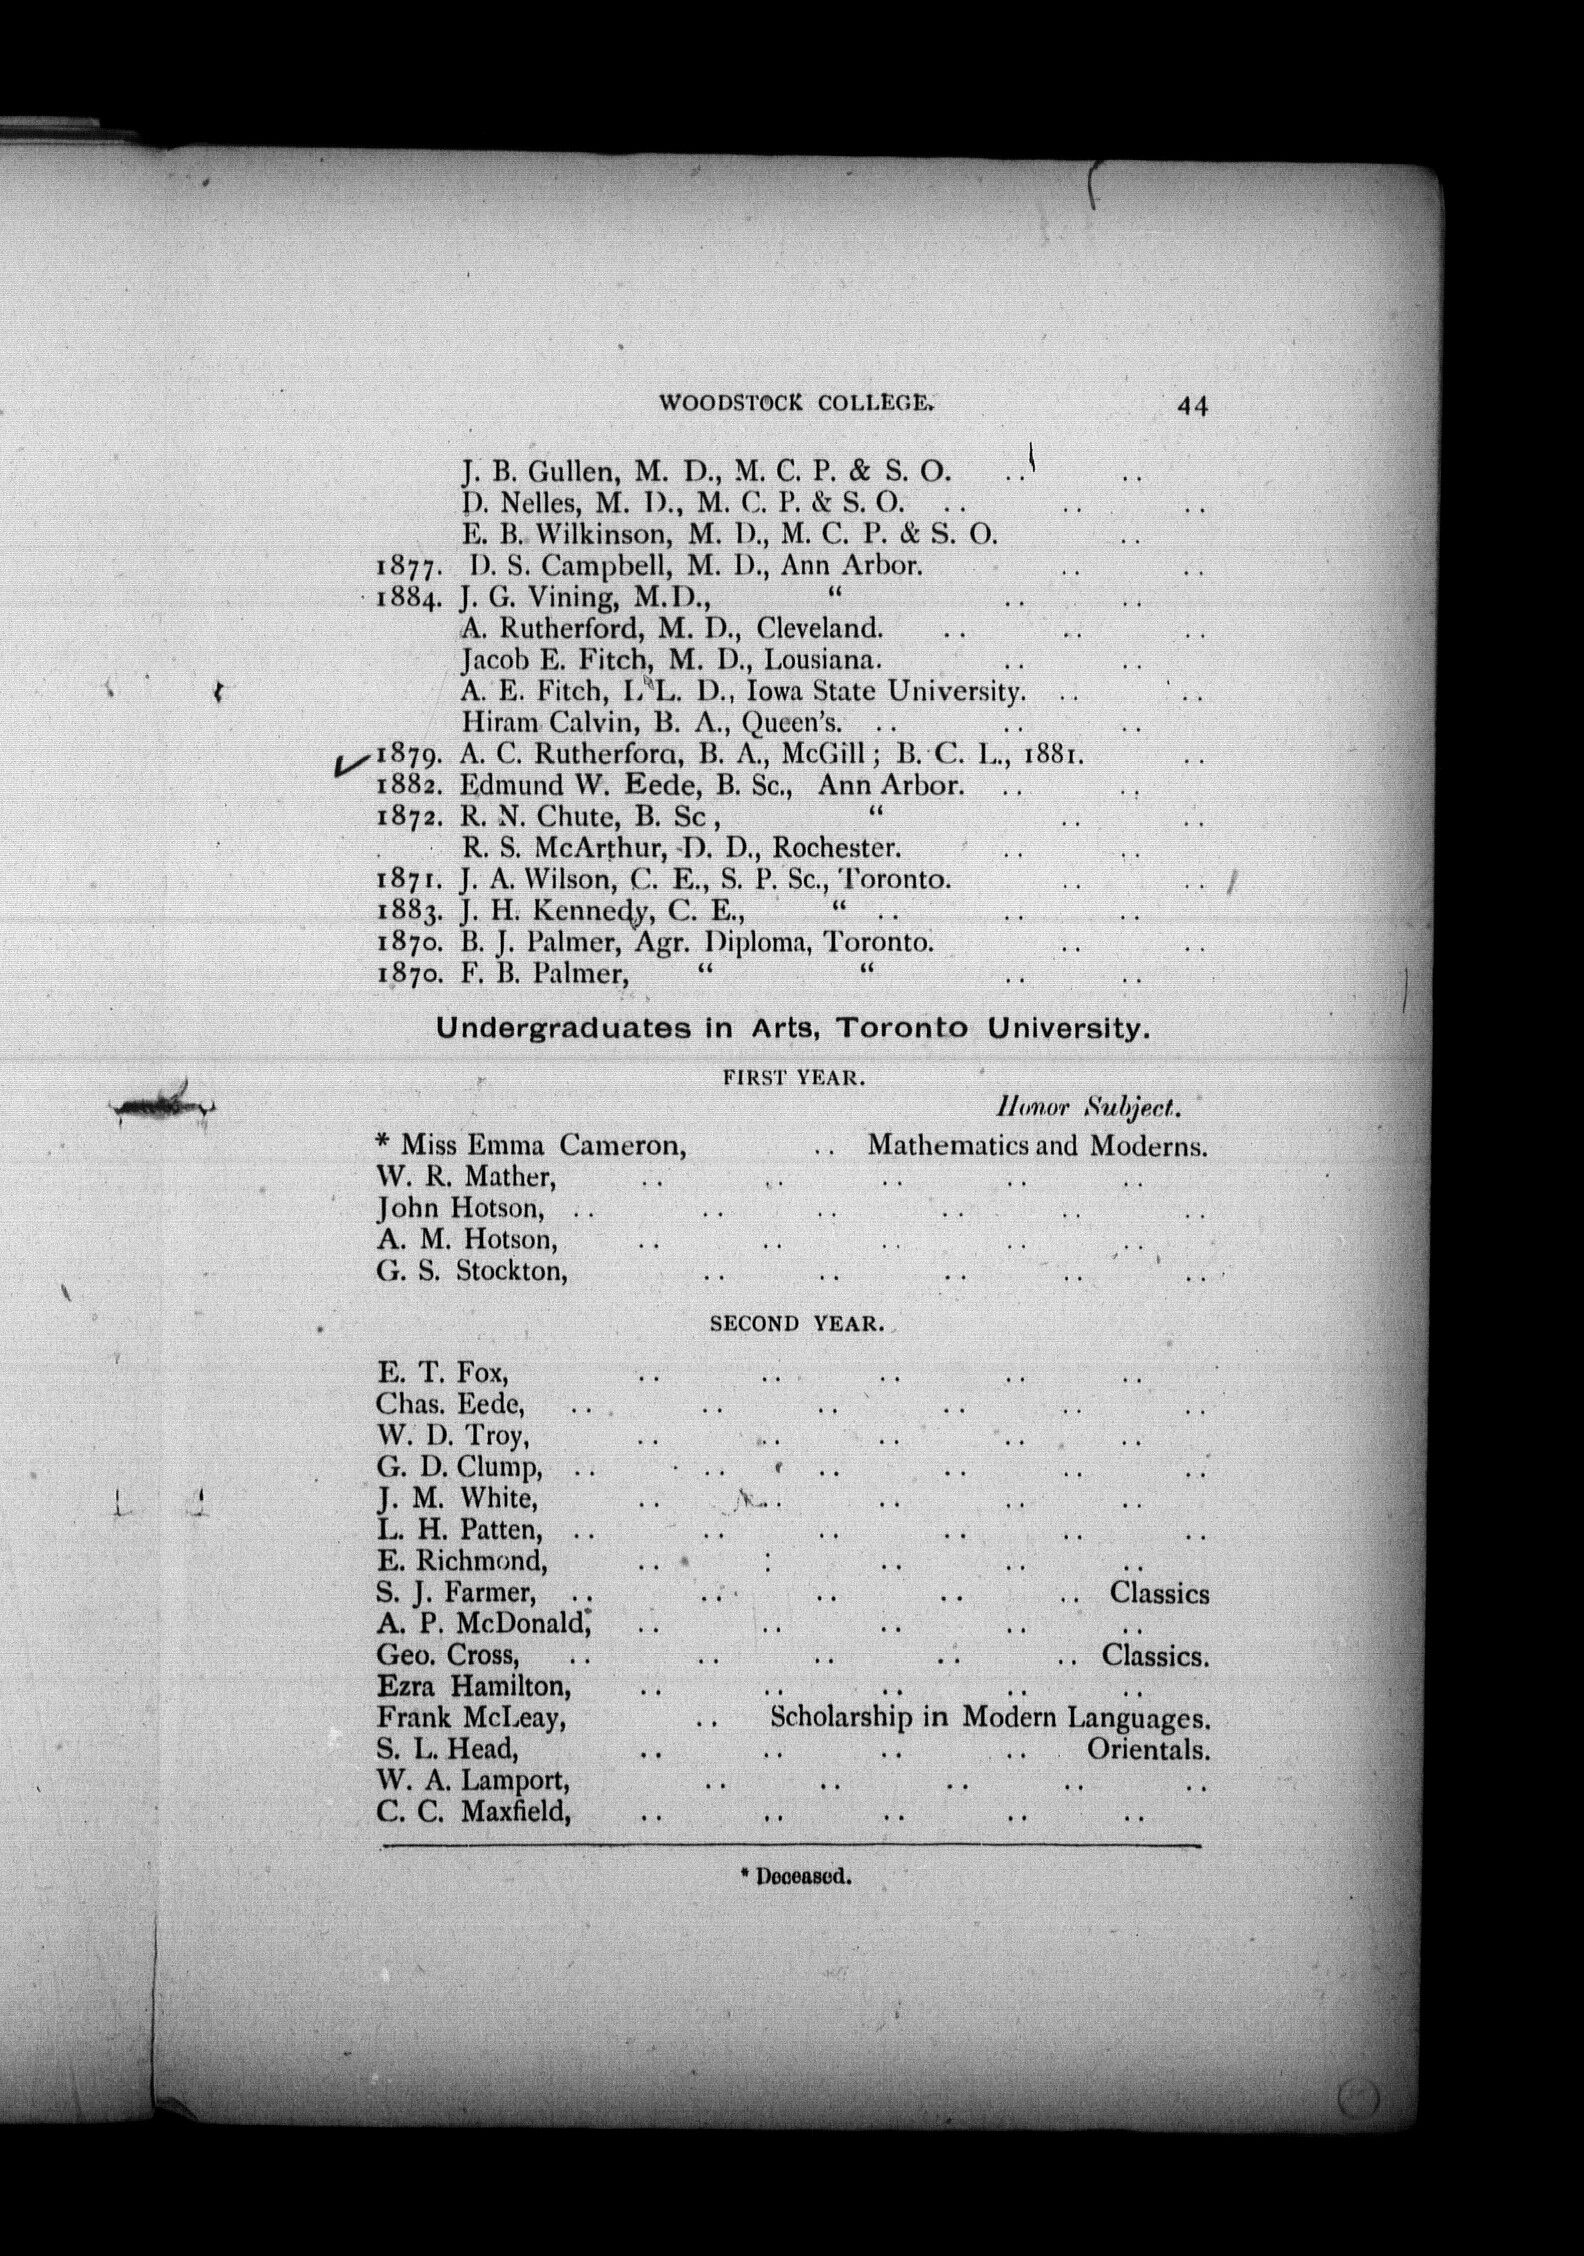 WOODSTOCK COLLEGE. 44
J. B. Gullen, M. D., M. C. P. & S. O. .. ..
D. Nelles, M. D., M. C. P. & S. O. .. .. ..
E. B. Wilkinson, M. D., M. C. P. & S. O. ..
1877. D. S. Campbell, M. D., Ann Arbor. .. ..
1884. J. G. Vining, M.D., “ .. ..
A. Rutherford, M. D., Cleveland. .. .. ..
Jacob E. Fitch, M. D., Lousiana. .. ..
A. E. Fitch, L L. D., Iowa State University. .. ..
Hiram Calvin, B. A., Queen's. .. .. ..
1879. A. C. Rutherford, B. A., McGill ; B. C. L., 1881. ..
1882. Edmund W. Eede, B. Sc., Ann Arbor. .. ..
1872. R. N. Chute, B. Sc , “ .. ..
R. S. McArthur, D. D., Rochester. .. ..
1871. J. A. Wilson, C. E., S. P. Sc., Toronto. .. ..
1883. J. H. Kennedy, C. E., “ .. .. ..
1870. B. J. Palmer, Agr. Diploma, Toronto. .. ..
1870. F. B. Palmer, “ “ .. ..
Undergraduates in Arts, Toronto University.
FIRST YEAR.
Honor Subject.
* Miss Emma Cameron, .. Mathematics and Moderns.
W. R. Mather, .. .. .. .. ..
John Hotson, .. .. .. .. .. ..
A. M. Hotson, .. .. .. .. ..
G. S. Stockton, .. .. .. .. ..
SECOND YEAR.
E. T. Fox, .. .. .. .. ..
Chas. Eede, .. .. .. .. .. ..
W. D. Troy, .. .. .. .. ..
G. D. Clump, .. .. .. .. .. ..
J. M. White, .. .. .. .. ..
L. H. Patten, .. .. .. .. .. ..
E. Richmond, .. : .. .. ..
S. J. Farmer, .. .. .. .. .. Classics
A. P. McDonald, .. .. .. .. ..
Geo. Cross, .. .. .. .. .. Classics.
Ezra Hamilton, .. .. .. .. ..
Frank McLeay, .. Scholarship in Modern Languages.
S. L. Head, .. .. .. .. Orientals.
W. A. Lamport, .. .. .. .. ..
C. C. Maxfield, .. .. .. .. ..
* Deceased.